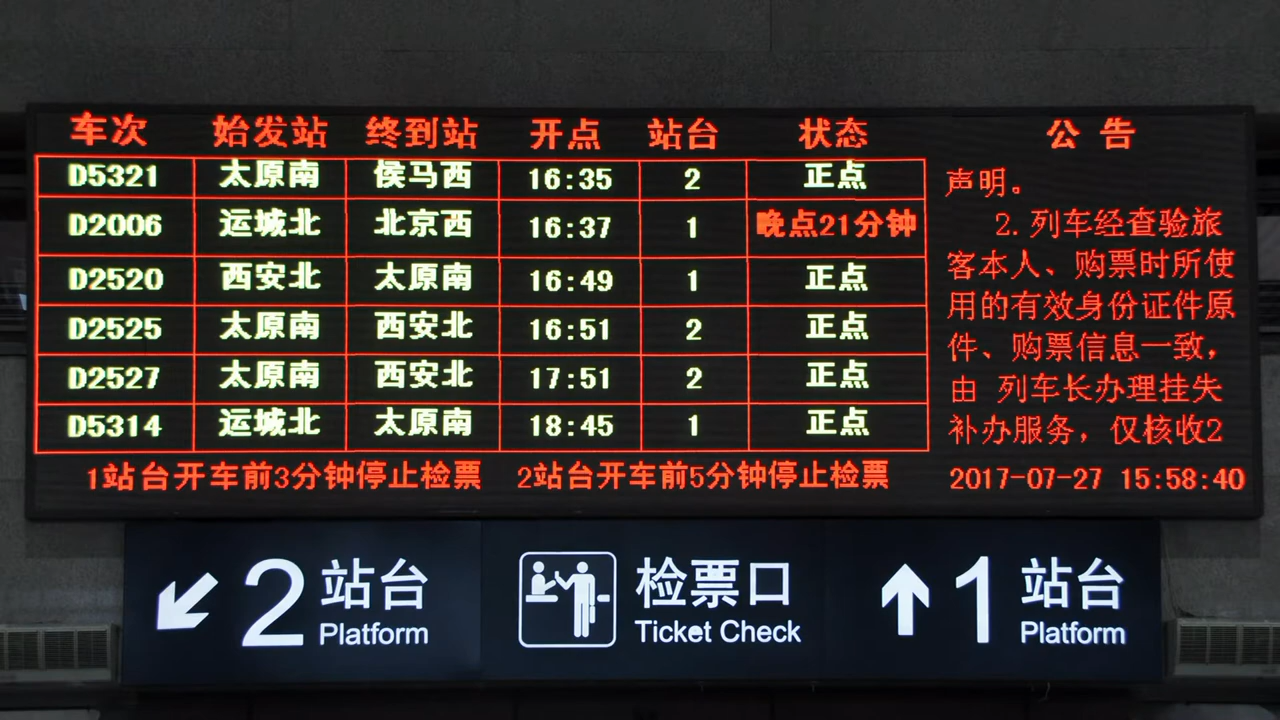 车次 始发站 终到站 开点 站台 状态
D5321 太原南 侯马西 16:35 2 正点
D2006 运城北 北京西 16:37 1 晚点21分钟
D2520 西安北 太原南 16:49 1 正点
D2525 太原南 西安北 16:51 2 正点
D2527 太原南 西安北 17:51 2 正点
D5314 运城北 太原南 18:45 1 正点
1站台开车前3分钟停止检票 2站台开车前5分钟停止检票
公 告
声明。
2.列车经查验旅
客本人、购票时所使
用的有效身份证件原
件、购票信息一致，
由 列车长办理挂失
补办服务，仅核收2
2017-07-27 15:58:40
2 站台
Platform
检票口
Ticket Check
1 站台
Platform